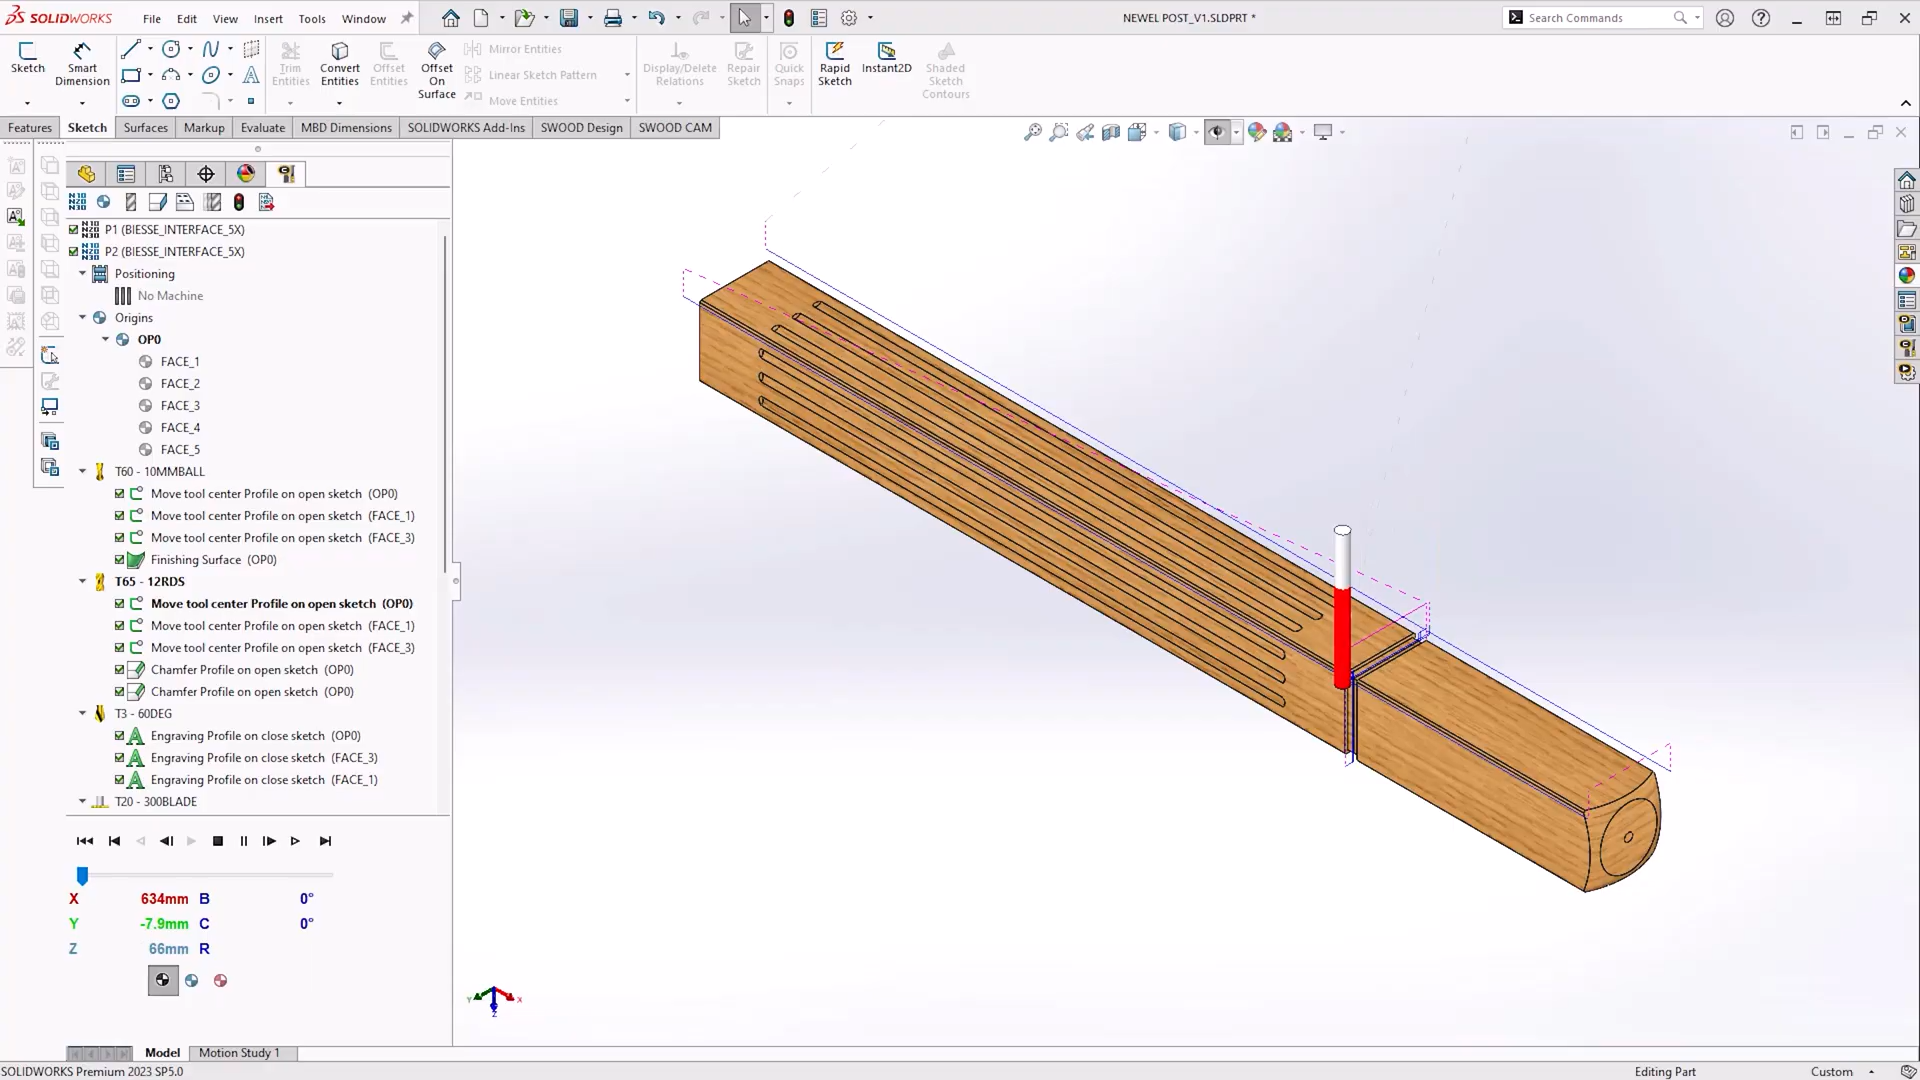 SOLIDWORKS File Edit View Insert Tools Window
NEWEL POST_V1.SLDPRT *
Search Commands
Sketch
Smart Dimension
Trim Entities
Convert Entities
Offset Entities
Offset On Surface
Mirror Entities
Linear Sketch Pattern
Move Entities
Display/Delete Relations
Repair Sketch
Quick Snaps
Rapid Sketch
Instant2D
Shaded Sketch Contours
Features Sketch Surfaces Markup Evaluate MBD Dimensions SOLIDWORKS Add-Ins SWOOD Design SWOOD CAM
P1 (BIESSE_INTERFACE_5X)
P2 (BIESSE_INTERFACE_5X)
Positioning
No Machine
Origins
OP0
FACE_1
FACE_2
FACE_3
FACE_4
FACE_5
T60 - 10MMBALL
Move tool center Profile on open sketch (OP0)
Move tool center Profile on open sketch (FACE_1)
Move tool center Profile on open sketch (FACE_3)
Finishing Surface (OP0)
T65 - 12RDS
Move tool center Profile on open sketch (OP0)
Move tool center Profile on open sketch (FACE_1)
Move tool center Profile on open sketch (FACE_3)
Chamfer Profile on open sketch (OP0)
Chamfer Profile on open sketch (OP0)
T3 - 60DEG
Engraving Profile on close sketch (OP0)
Engraving Profile on close sketch (FACE_3)
Engraving Profile on close sketch (FACE_1)
T20 - 300BLADE
X 634mm B 0°
Y -7.9mm C 0°
Z 66mm R
Y X
Z
Model Motion Study 1
SOLIDWORKS Premium 2023 SP5.0
Editing Part
Custom